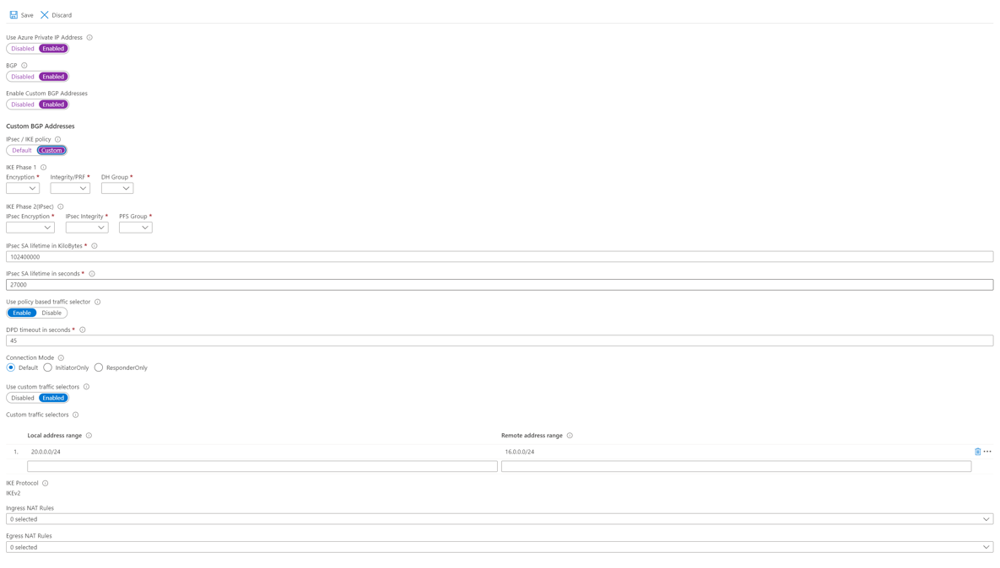 Save Discard
Use Azure Private IP Address
Disabled Enabled
BGP
Disabled Enabled
Enable Custom BGP Addresses
Disabled Enabled
Custom BGP Addresses
IPsec / IKE policy
Default Custom
IKE Phase 1
Encryption * Integrity/PRF * DH Group *
IKE Phase 2(IPsec)
IPsec Encryption * IPsec Integrity * PFS Group *
IPsec SA lifetime in KiloBytes *
102400000
IPsec SA lifetime in seconds *
27000
Use policy based traffic selector
Enable Disable
DPD timeout in seconds *
45
Connection Mode
Default InitiatorOnly ResponderOnly
Use custom traffic selectors
Disabled Enabled
Custom traffic selectors
Local address range Remote address range
1. 20.0.0.0/24 16.0.0.0/24
IKE Protocol
IKEv2
Ingress NAT Rules
0 selected
Egress NAT Rules
0 selected